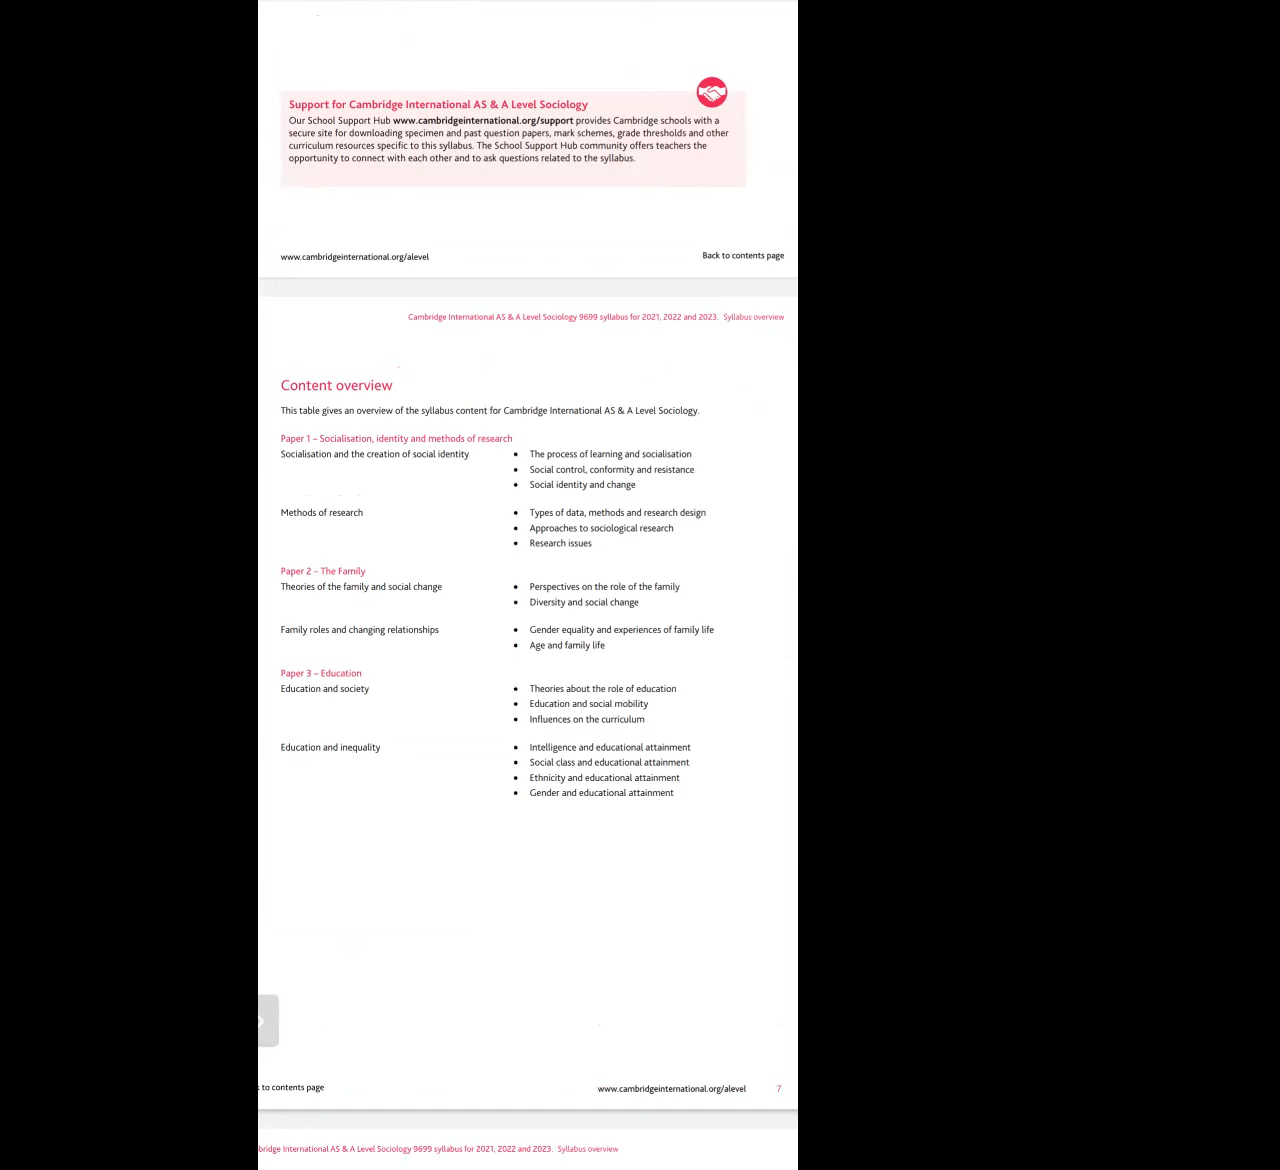 Support for Cambridge International AS & A Level Sociology
Our School Support Hub www.cambridgeinternational.org/support provides Cambridge schools with a
secure site for downloading specimen and past question papers, mark schemes, grade thresholds and other
curriculum resources specific to this syllabus. The School Support Hub community offers teachers the
opportunity to connect with each other and to ask questions related to the syllabus.
www.cambridgeinternational.org/alevel
Back to contents page
Cambridge International AS & A Level Sociology 9699 syllabus for 2021, 2022 and 2023. Syllabus overview
Content overview
This table gives an overview of the syllabus content for Cambridge International AS & A Level Sociology.
Paper 1 – Socialisation, identity and methods of research
Socialisation and the creation of social identity
• The process of learning and socialisation
• Social control, conformity and resistance
• Social identity and change
Methods of research
• Types of data, methods and research design
• Approaches to sociological research
• Research issues
Paper 2 – The Family
Theories of the family and social change
• Perspectives on the role of the family
• Diversity and social change
Family roles and changing relationships
• Gender equality and experiences of family life
• Age and family life
Paper 3 – Education
Education and society
• Theories about the role of education
• Education and social mobility
• Influences on the curriculum
Education and inequality
• Intelligence and educational attainment
• Social class and educational attainment
• Ethnicity and educational attainment
• Gender and educational attainment
k to contents page
www.cambridgeinternational.org/alevel 7
bridge International AS & A Level Sociology 9699 syllabus for 2021, 2022 and 2023. Syllabus overview